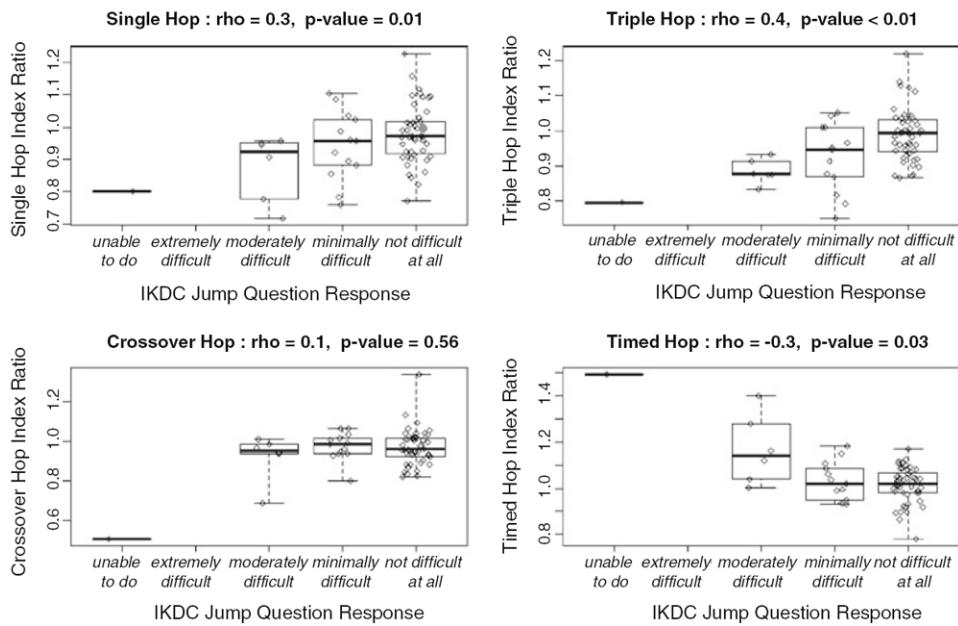 Single Hop : rho = 0.3,  p-value = 0.01
Single Hop Index Ratio
1.2
1.1
1.0
0.9
0.8
0.7
unable extremely moderately minimally not difficult
to do difficult difficult difficult at all
IKDC Jump Question Response
Triple Hop : rho = 0.4,  p-value < 0.01
Triple Hop Index Ratio
1.2
1.1
1.0
0.9
0.8
unable extremely moderately minimally not difficult
to do difficult difficult difficult at all
IKDC Jump Question Response
Crossover Hop : rho = 0.1,  p-value = 0.56
Crossover Hop Index Ratio
1.2
1.0
0.8
0.6
unable extremely moderately minimally not difficult
to do difficult difficult difficult at all
IKDC Jump Question Response
Timed Hop : rho = -0.3,  p-value = 0.03
Timed Hop Index Ratio
1.4
1.2
1.0
0.8
unable extremely moderately minimally not difficult
to do difficult difficult difficult at all
IKDC Jump Question Response